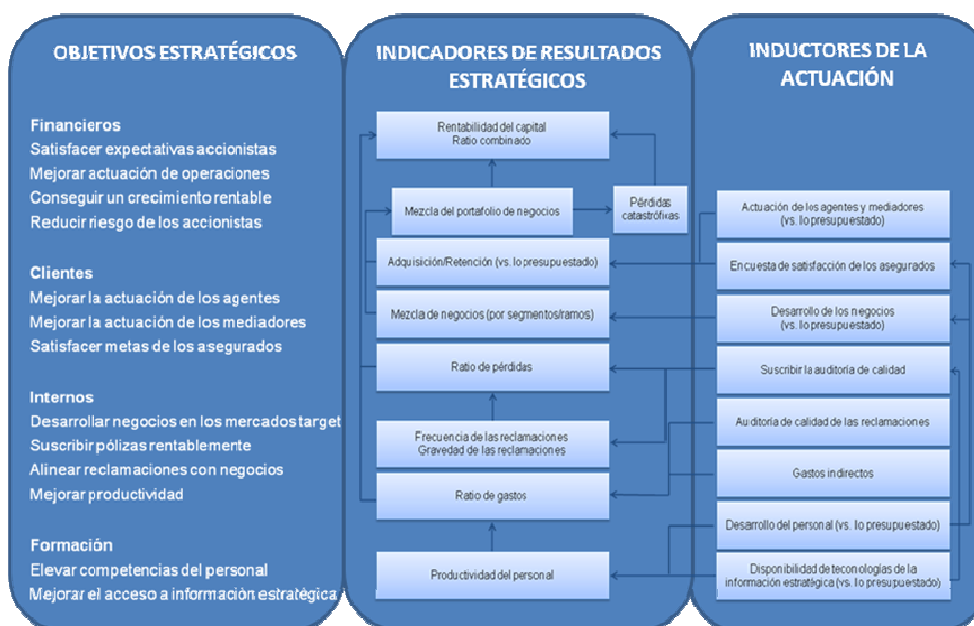 OBJETIVOS ESTRATÉGICOS
Financieros
Satisfacer expectativas accionistas
Mejorar actuación de operaciones
Conseguir un crecimiento rentable
Reducir riesgo de los accionistas
Clientes
Mejorar la actuación de los agentes
Mejorar la actuación de los mediadores
Satisfacer metas de los asegurados
Internos
Desarrollar negocios en los mercados target
Suscribir pólizas rentablemente
Alinear reclamaciones con negocios
Mejorar productividad
Formación
Elevar competencias del personal
Mejorar el acceso a información estratégica
INDICADORES DE RESULTADOS
ESTRATÉGICOS
Rentabilidad del capital
Ratio combinado
Mezcla del portafolio de negocios
Pérdidas
catastróficas
Adquisición/Retención (vs. lo presupuestado)
Mezcla de negocios (por segmentos/ramos)
Ratio de pérdidas
Frecuencia de las reclamaciones
Gravedad de las reclamaciones
Ratio de gastos
Productividad del personal
INDUCTORES DE LA
ACTUACIÓN
Actuación de los agentes y mediadores
(vs. lo presupuestado)
Encuesta de satisfacción de los asegurados
Desarrollo de los negocios
(vs. lo presupuestado)
Suscribir la auditoría de calidad
Auditoría de calidad de las reclamaciones
Gastos indirectos
Desarrollo del personal (vs. lo presupuestado)
Disponibilidad de tecnologías de la
información estratégica (vs. lo presupuestado)